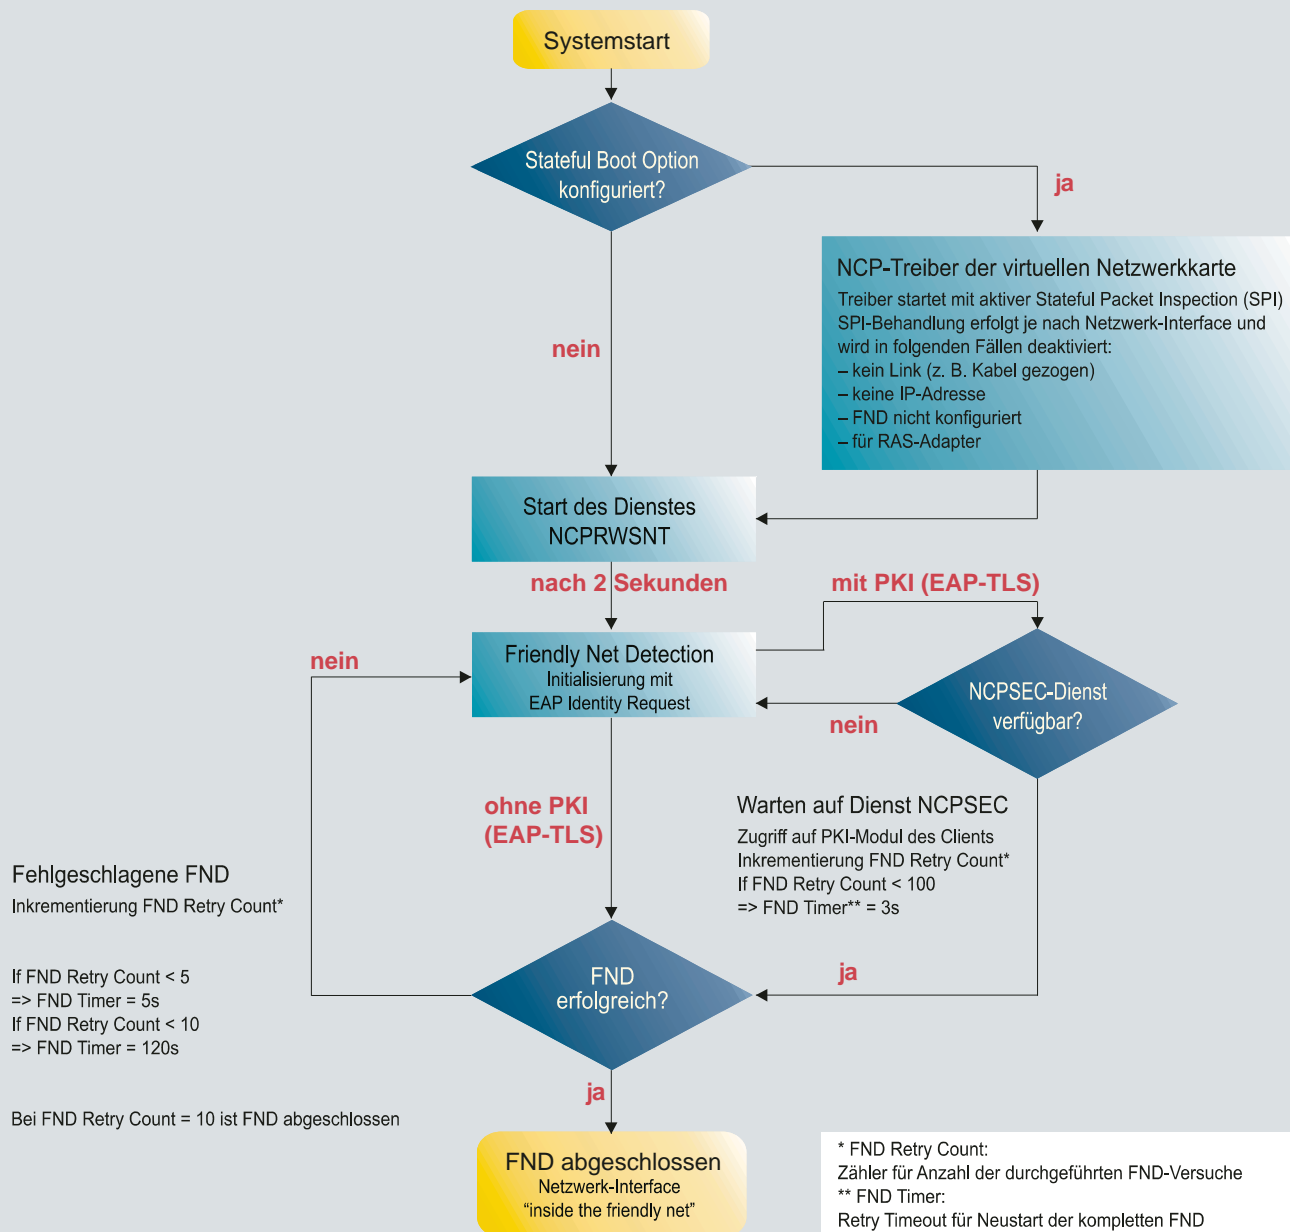 Systemstart
Stateful Boot Option
konfiguriert?
ja
nein
NCP-Treiber der virtuellen Netzwerkkarte
Treiber startet mit aktiver Stateful Packet Inspection (SPI)
SPI-Behandlung erfolgt je nach Netzwerk-Interface und
wird in folgenden Fällen deaktiviert:
– kein Link (z. B. Kabel gezogen)
– keine IP-Adresse
– FND nicht konfiguriert
– für RAS-Adapter
Start des Dienstes
NCPRWSNT
nach 2 Sekunden
mit PKI (EAP-TLS)
nein
Friendly Net Detection
Initialisierung mit
EAP Identity Request
NCPSEC-Dienst
verfügbar?
nein
ohne PKI
(EAP-TLS)
Warten auf Dienst NCPSEC
Zugriff auf PKI-Modul des Clients
Inkrementierung FND Retry Count*
If FND Retry Count < 100
=> FND Timer** = 3s
Fehlgeschlagene FND
Inkrementierung FND Retry Count*
If FND Retry Count < 5
=> FND Timer = 5s
If FND Retry Count < 10
=> FND Timer = 120s
Bei FND Retry Count = 10 ist FND abgeschlossen
FND
erfolgreich?
ja
ja
FND abgeschlossen
Netzwerk-Interface
“inside the friendly net”
* FND Retry Count:
Zähler für Anzahl der durchgeführten FND-Versuche
** FND Timer:
Retry Timeout für Neustart der kompletten FND